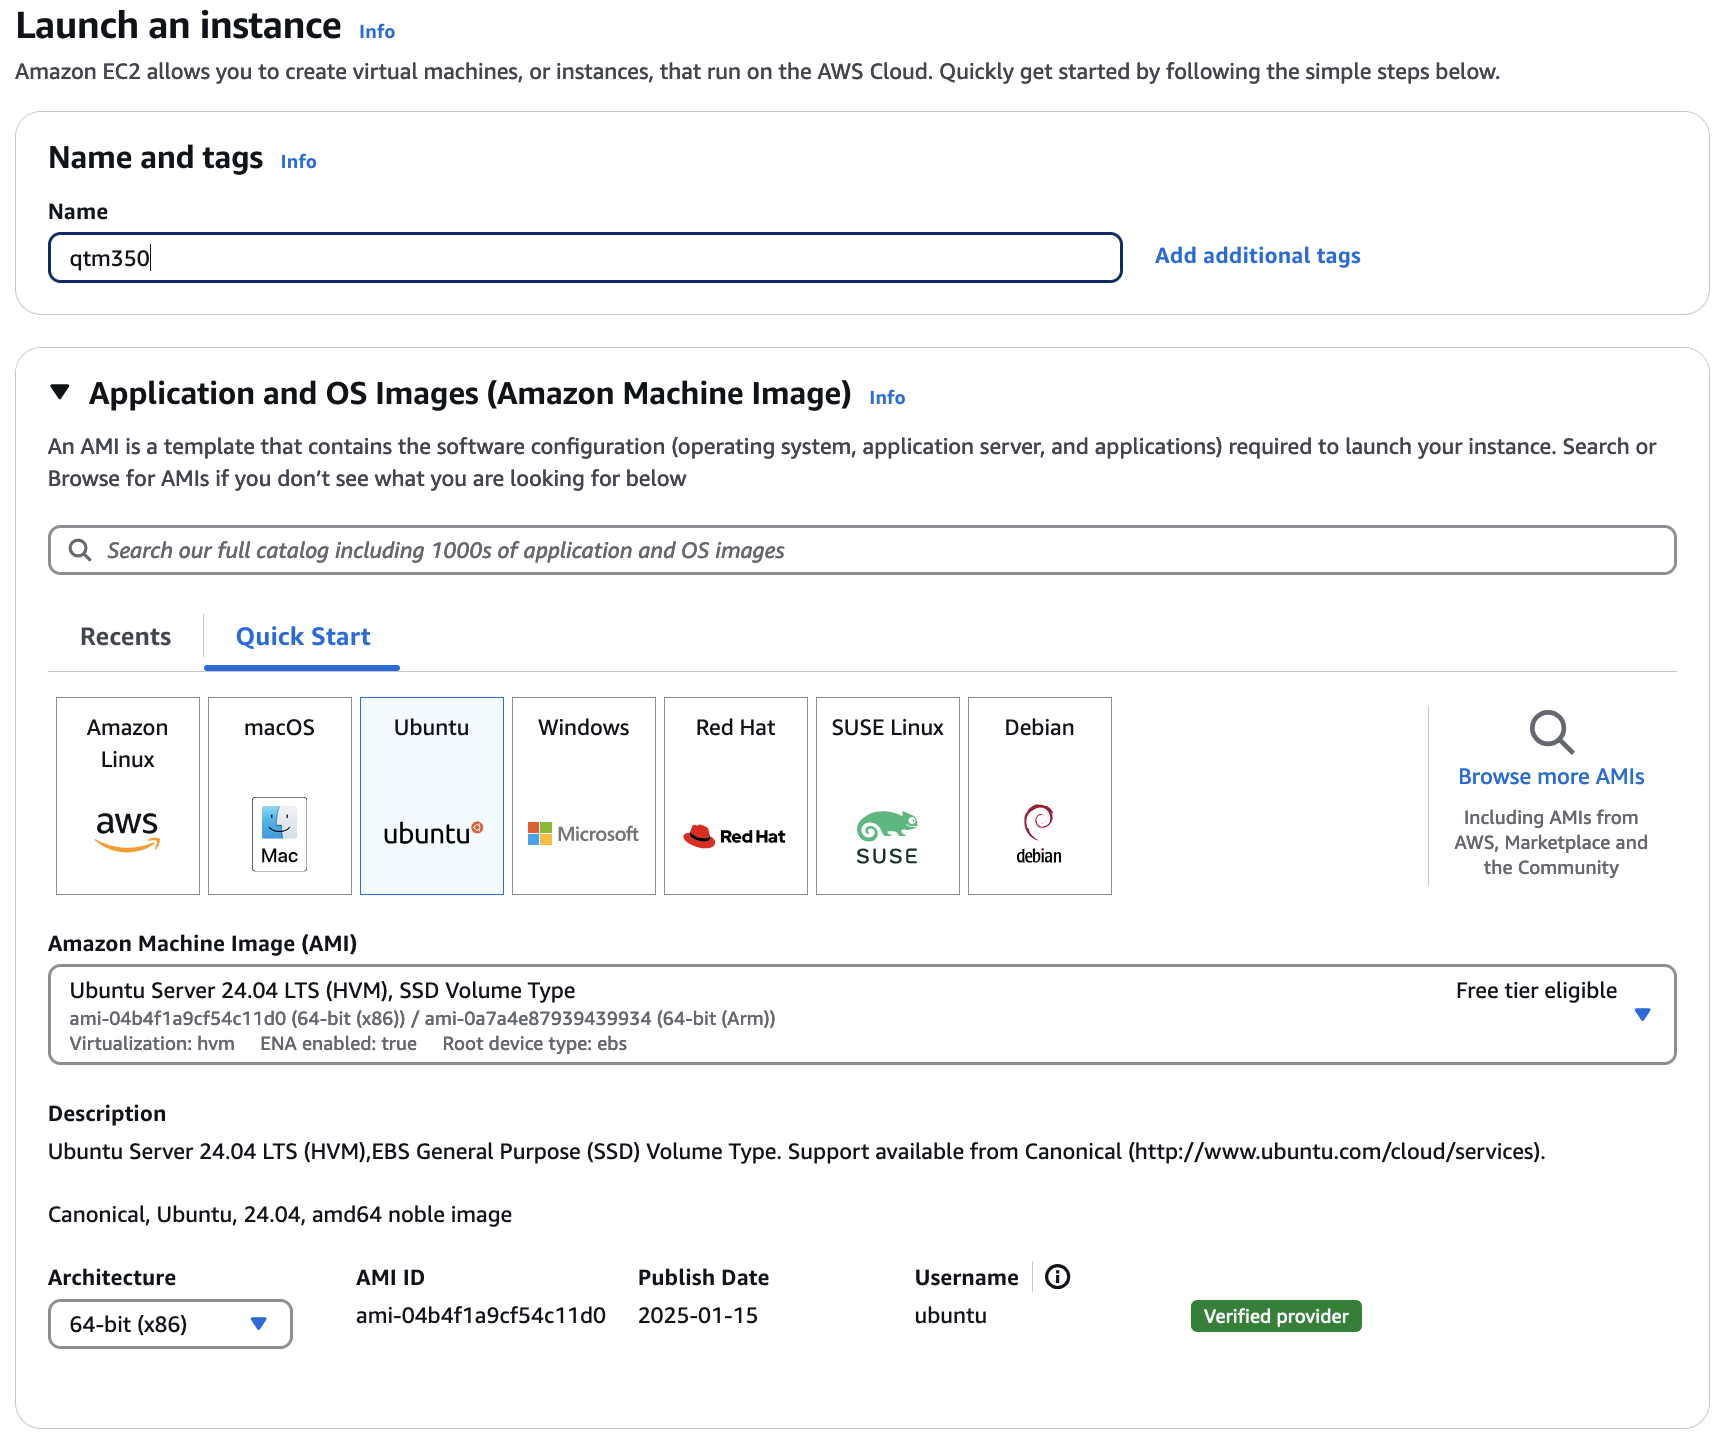 Launch an instance Info
Amazon EC2 allows you to create virtual machines, or instances, that run on the AWS Cloud. Quickly get started by following the simple steps below.
Name and tags Info
Name
qtm350
Add additional tags
Application and OS Images (Amazon Machine Image) Info
An AMI is a template that contains the software configuration (operating system, application server, and applications) required to launch your instance. Search or
Browse for AMIs if you don’t see what you are looking for below
Search our full catalog including 1000s of application and OS images
Recents
Quick Start
Amazon
Linux
aws
macOS
Mac
Ubuntu
ubuntu
Windows
Microsoft
Red Hat
Red Hat
SUSE Linux
SUSE
Debian
debian
Browse more AMIs
Including AMIs from
AWS, Marketplace and
the Community
Amazon Machine Image (AMI)
Ubuntu Server 24.04 LTS (HVM), SSD Volume Type
Free tier eligible
ami-04b4f1a9cf54c11d0 (64-bit (x86)) / ami-0a7a4e87939439934 (64-bit (Arm))
Virtualization: hvm ENA enabled: true Root device type: ebs
Description
Ubuntu Server 24.04 LTS (HVM),EBS General Purpose (SSD) Volume Type. Support available from Canonical (http://www.ubuntu.com/cloud/services).
Canonical, Ubuntu, 24.04, amd64 noble image
Architecture
64-bit (x86)
AMI ID
ami-04b4f1a9cf54c11d0
Publish Date
2025-01-15
Username
ubuntu
Verified provider